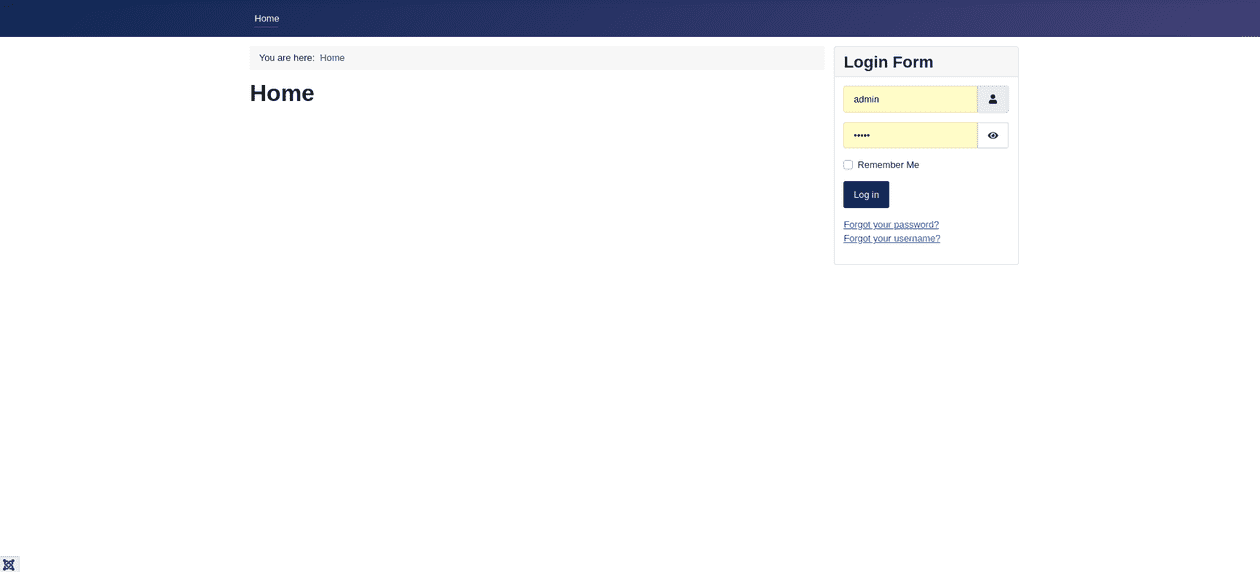 Home
You are here: Home
Home
Login Form
admin
•••••
Remember Me
Log in
Forgot your password?
Forgot your username?